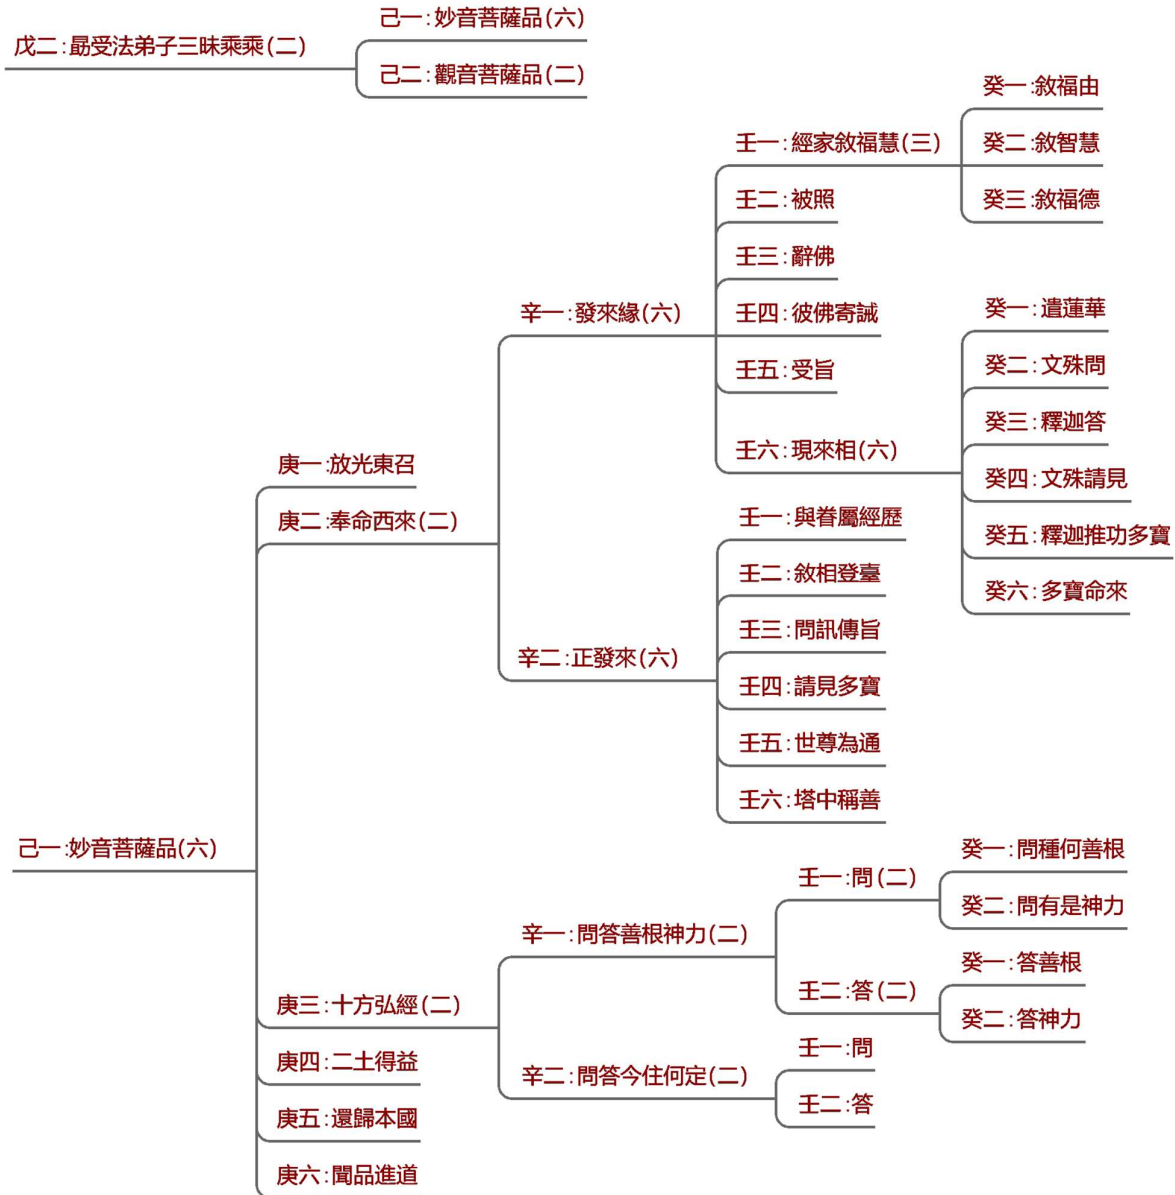 戊二:勗受法弟子三昧乘乘(二)
己一:妙音菩薩品(六)
己二:觀音菩薩品(二)
己一:妙音菩薩品(六)
庚一:放光東召
庚二:奉命西來(二)
辛一:發來緣(六)
壬一:經家敘福慧(三)
癸一:敘福由
癸二:敘智慧
癸三:敘福德
壬二:被照
壬三:辭佛
壬四:彼佛寄誡
壬五:受旨
壬六:現來相(六)
癸一:遣蓮華
癸二:文殊問
癸三:釋迦答
癸四:文殊請見
癸五:釋迦推功多寶
癸六:多寶命來
辛二:正發來(六)
壬一:與眷屬經歷
壬二:敘相登臺
壬三:問訊傳旨
壬四:請見多寶
壬五:世尊為通
壬六:塔中稱善
庚三:十方弘經(二)
辛一:問答善根神力(二)
壬一:問(二)
癸一:問種何善根
癸二:問有是神力
壬二:答(二)
癸一:答善根
癸二:答神力
辛二:問答今住何定(二)
壬一:問
壬二:答
庚四:二土得益
庚五:還歸本國
庚六:聞品進道